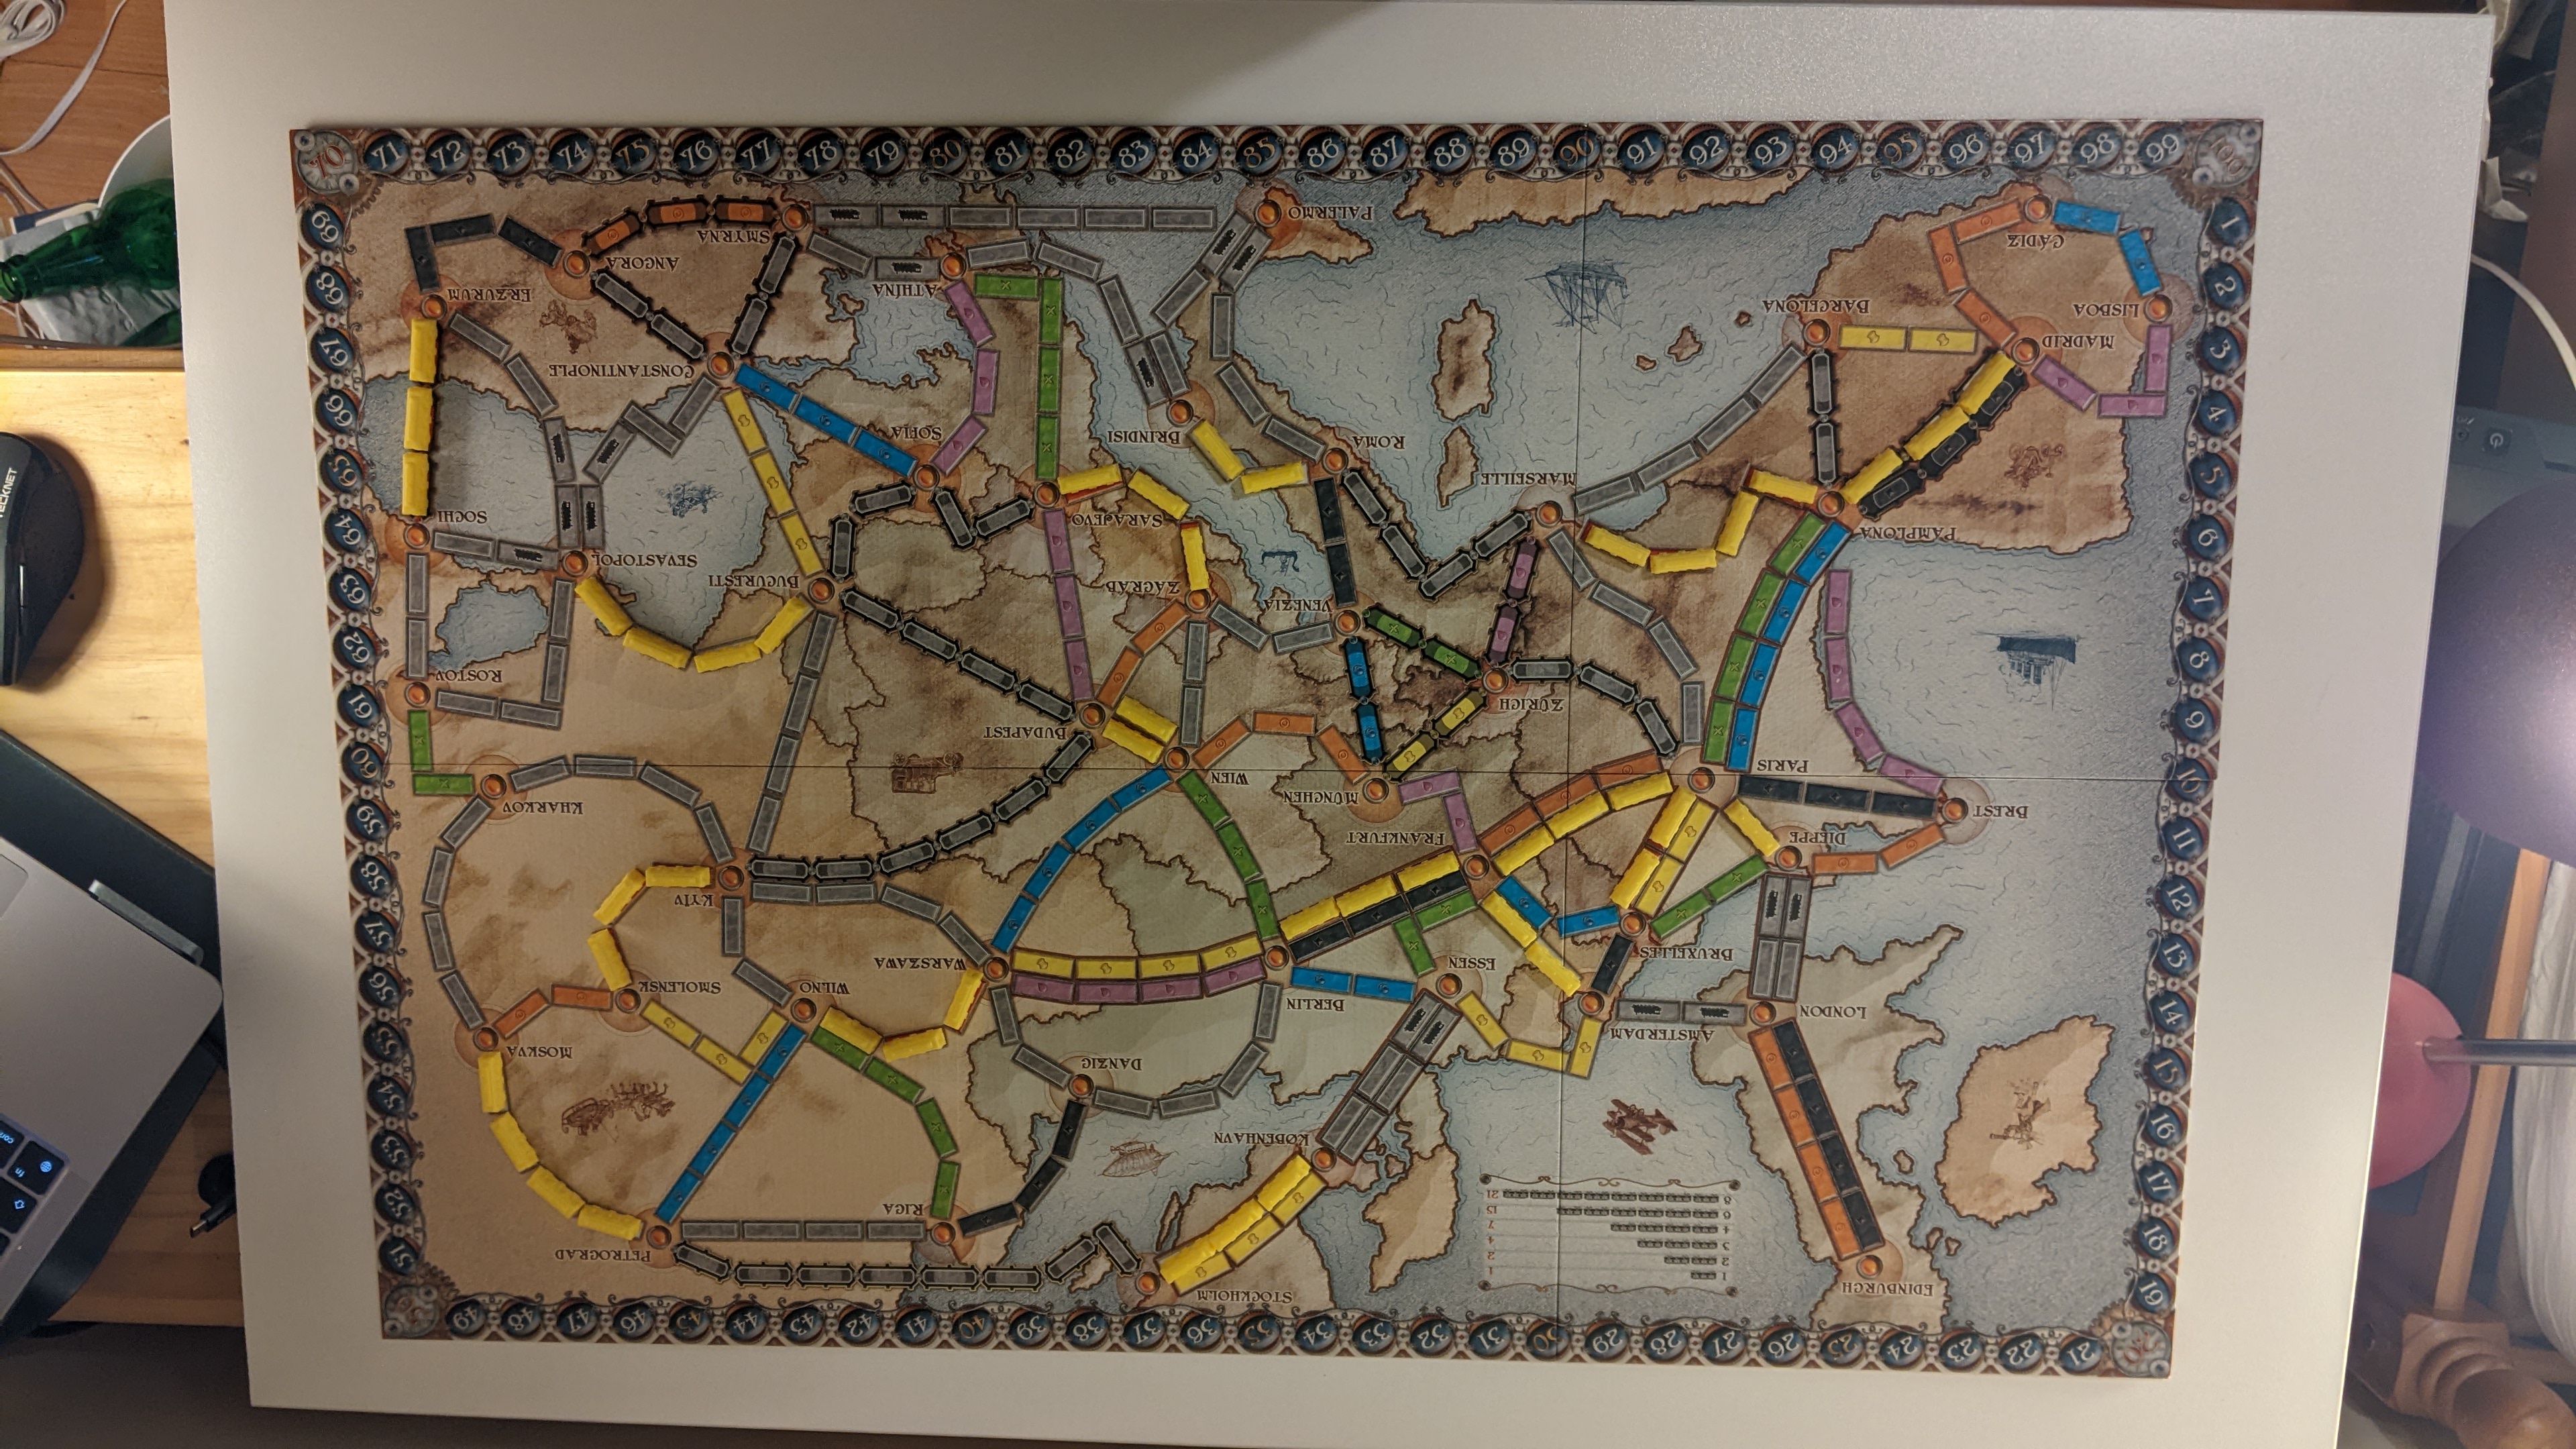 70 71 72 73 74 75 76 77 78 79 80 81 82 83 84 85 86 87 88 89 90 91 92 93 94 95 96 97 98 99 100
69
68
67
66
65
64
63
62
61
60
59
58
57
56
55
54
53
52
51
1
2
3
4
5
6
7
8
9
10
11
12
13
14
15
16
17
18
19
49 48 47 46 45 44 43 42 41 40 39 38 37 36 35 34 33 32 31 30 29 28 27 26 25 24 23 22 21 20
EDINBURGH
STOCKHOLM
PETROGRAD
RIGA
KØBENHAVN
DANZIG
MOSKVA
LONDON
AMSTERDAM
ESSEN
BERLIN
WILNO
SMOLENSK
BRUXELLES
WARSZAWA
KYIV
DIEPPE
FRANKFURT
BREST
KHARKOV
MÜNCHEN
WIEN
PARIS
BUDAPEST
ZÜRICH
ROSTOV
VENEZIA
ZÁGRÁB
BUCURESTI
SEVASTOPOL
PAMPLONA
SARAJEVO
SOCHI
MARSEILLE
ROMA
BRINDISI
SOFIA
CONSTANTINOPLE
MADRID
BARCELONA
LISBOA
ERZURUM
ATHÍNA
ANGORA
CÁDIZ
SMYRNA
PALERMO
8 21
6 15
4 7
3 4
2 2
1 1
TECKNET
fn